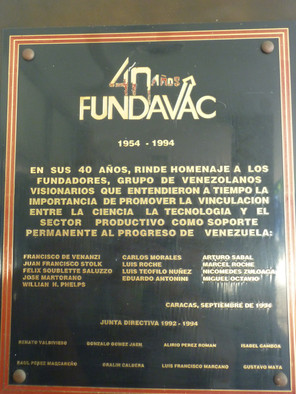 40 AÑOS
FUNDAVAC
1954 - 1994
EN SUS 40 AÑOS, RINDE HOMENAJE A LOS
FUNDADORES, GRUPO DE VENEZOLANOS
VISIONARIOS QUE ENTENDIERON A TIEMPO LA
IMPORTANCIA DE PROMOVER LA VINCULACION
ENTRE LA CIENCIA LA TECNOLOGIA Y EL
SECTOR PRODUCTIVO COMO SOPORTE
PERMANENTE AL PROGRESO DE VENEZUELA:
FRANCISCO DE VENANZI CARLOS MORALES ARTURO SABAL
JUAN FRANCISCO STOLK LUIS ROCHE MARCEL ROCHE
FELIX SOUBLETTE SALUZZO LUIS TEOFILO NUÑEZ NICOMEDES ZULOAGA
JOSE MARTORANO EDUARDO ANTONINI MIGUEL OCTAVIO
WILLIAN H. PHELPS
CARACAS, SEPTIEMBRE DE 1994
JUNTA DIRECTIVA 1992 - 1994
RENATO VALDIVIESO GONZALO GOMEZ JAEN ALIRIO PEREZ ROMAN ISABEL GAMBOA
RAUL PEREZ MANZANEÑO ORALIM CALDERA LUIS FRANCISCO MARCANO GUSTAVO MATA